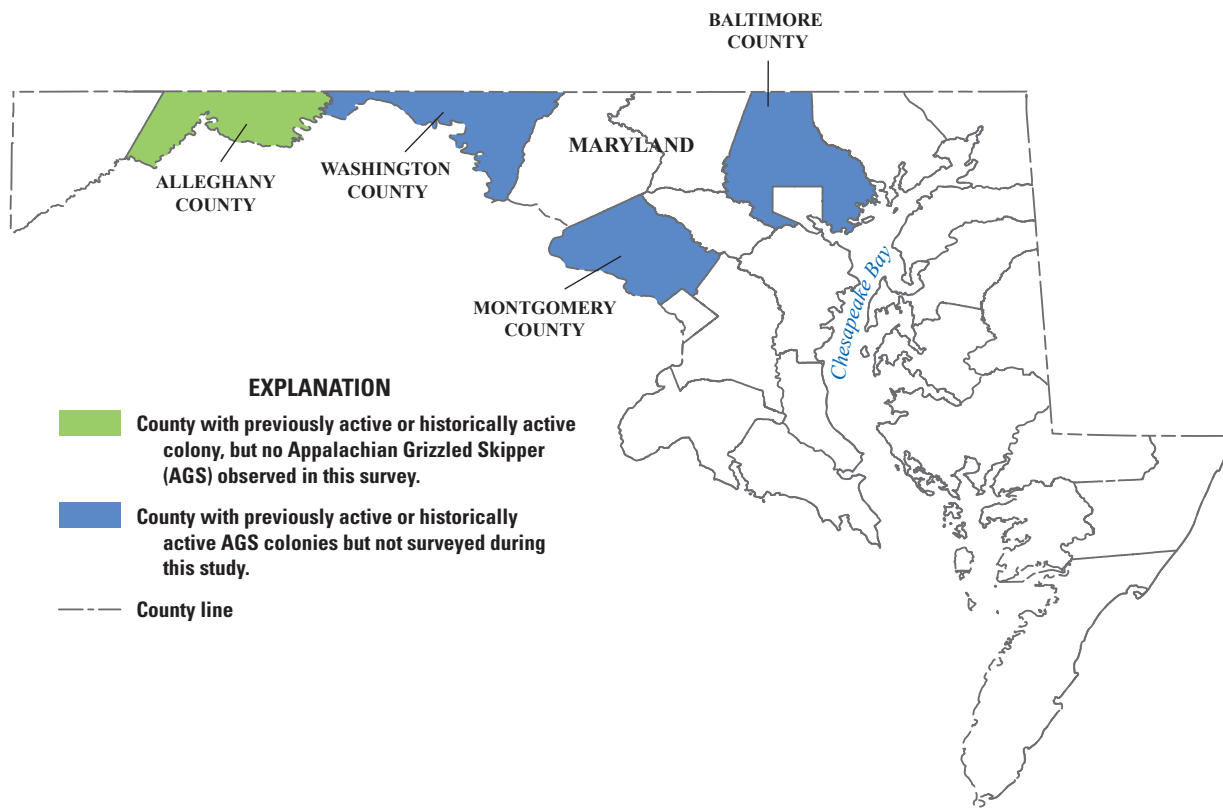 BALTIMORE
COUNTY
MARYLAND
WASHINGTON
COUNTY
ALLEGHANY
COUNTY
Chesapeake Bay
MONTGOMERY
COUNTY
EXPLANATION
County with previously active or historically active
colony, but no Appalachian Grizzled Skipper
(AGS) observed in this survey.
County with previously active or historically
active AGS colonies but not surveyed during
this study.
County line